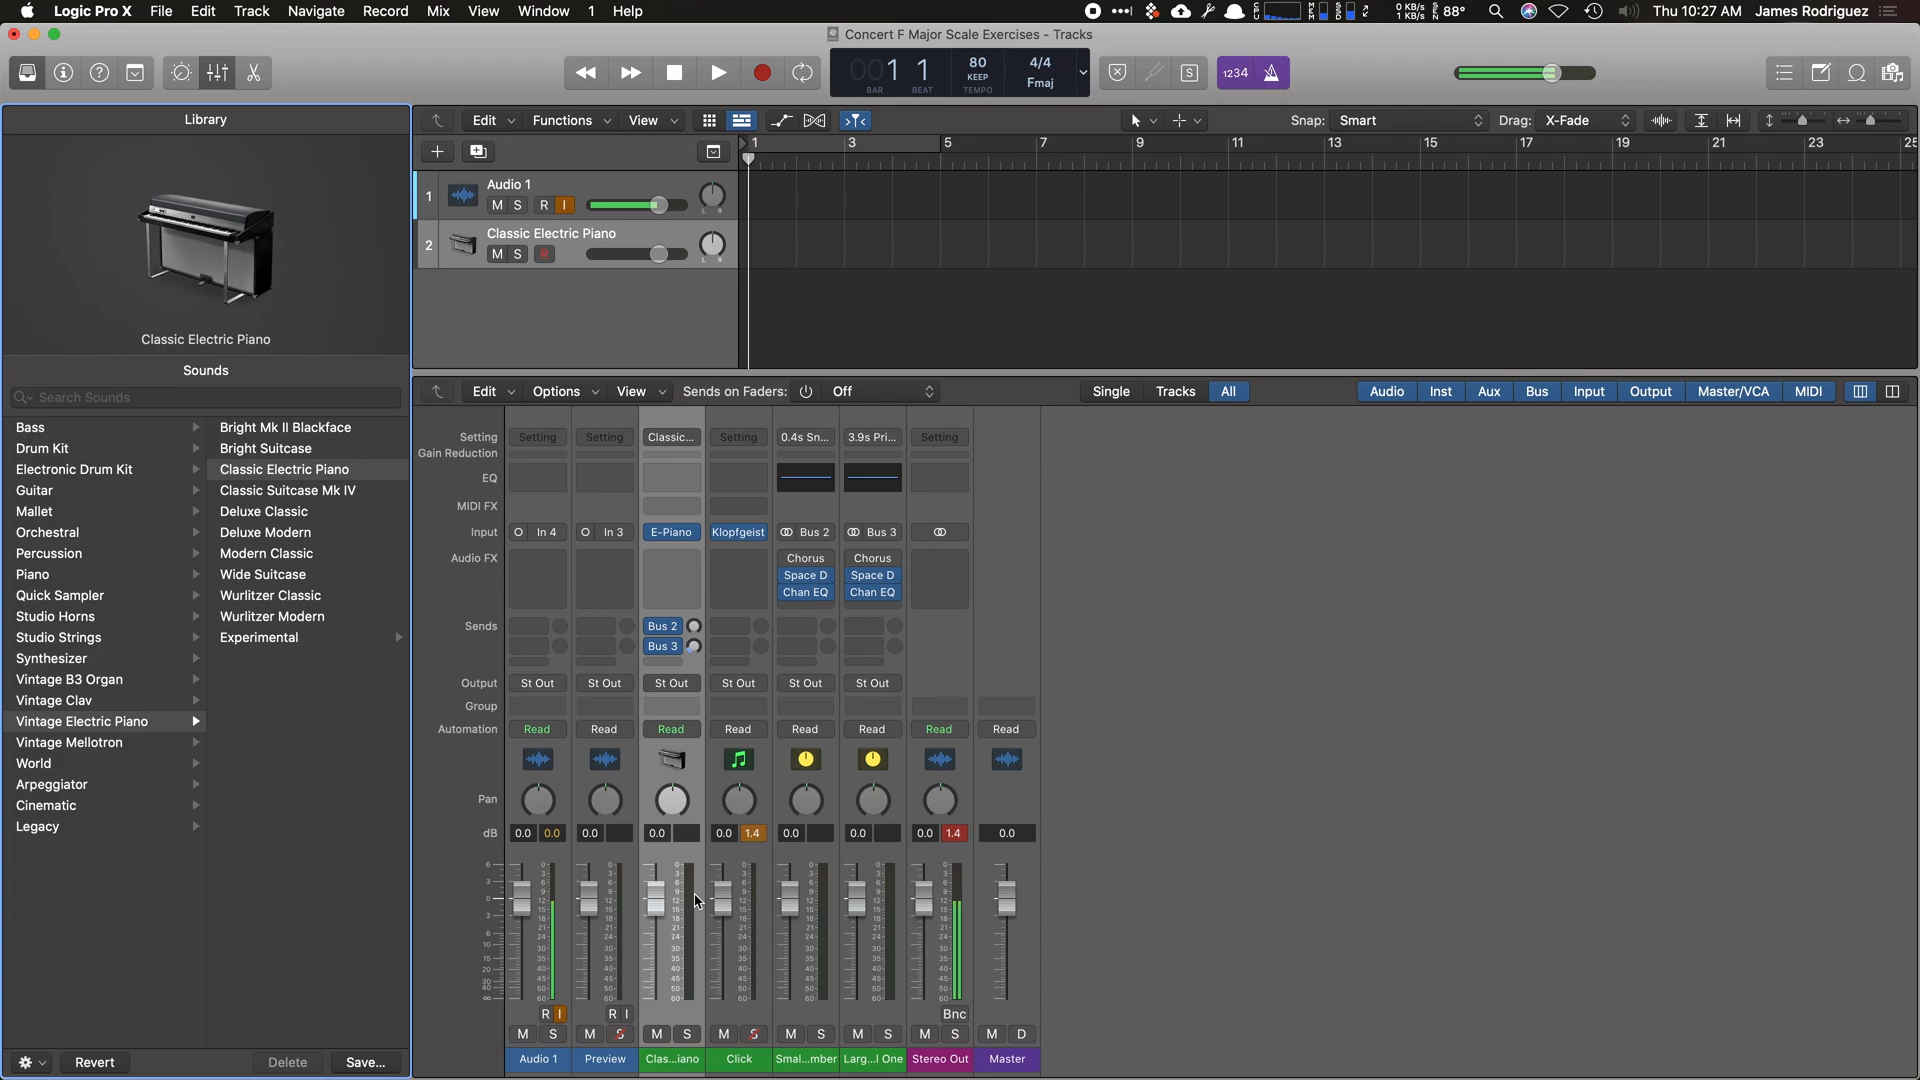 Logic Pro X File Edit Track Navigate Record Mix View Window 1 Help
0 KB/s
1 KB/s
88° Thu 10:27 AM James Rodriguez
Concert F Major Scale Exercises - Tracks
001 1
BAR BEAT
80
KEEP
TEMPO
4/4
Fmaj
S
1234
Library
Classic Electric Piano
Sounds
Search Sounds
Bass
Drum Kit
Electronic Drum Kit
Guitar
Mallet
Orchestral
Percussion
Piano
Quick Sampler
Studio Horns
Studio Strings
Synthesizer
Vintage B3 Organ
Vintage Clav
Vintage Electric Piano
Vintage Mellotron
World
Arpeggiator
Cinematic
Legacy
Bright Mk II Blackface
Bright Suitcase
Classic Electric Piano
Classic Suitcase Mk IV
Deluxe Classic
Deluxe Modern
Modern Classic
Wide Suitcase
Wurlitzer Classic
Wurlitzer Modern
Experimental
Revert Delete Save...
Edit Functions View Snap: Smart Drag: X-Fade
1 3 5 7 9 11 13 15 17 19 21 23 25
1 Audio 1
M S R I L R
2 Classic Electric Piano
M S R L R
Edit Options View Sends on Faders: Off Single Tracks All Audio Inst Aux Bus Input Output Master/VCA MIDI
Setting Setting Setting Classic... Setting 0.4s Sn... 3.9s Pri... Setting
Gain Reduction
EQ
MIDI FX
Input In 4 In 3 E-Piano Klopfgeist Bus 2 Bus 3
Audio FX Chorus Chorus
Space D Space D
Chan EQ Chan EQ
Sends Bus 2
Bus 3
Output St Out St Out St Out St Out St Out St Out
Group
Automation Read Read Read Read Read Read Read Read
Pan
dB 0.0 0.0 0.0 0.0 0.0 1.4 0.0 0.0 0.0 1.4 0.0
R I R I Bnc
M S M S M S M S M S M S M S M D
Audio 1 Preview Clas...iano Click Smal...mber Larg...l One Stereo Out Master